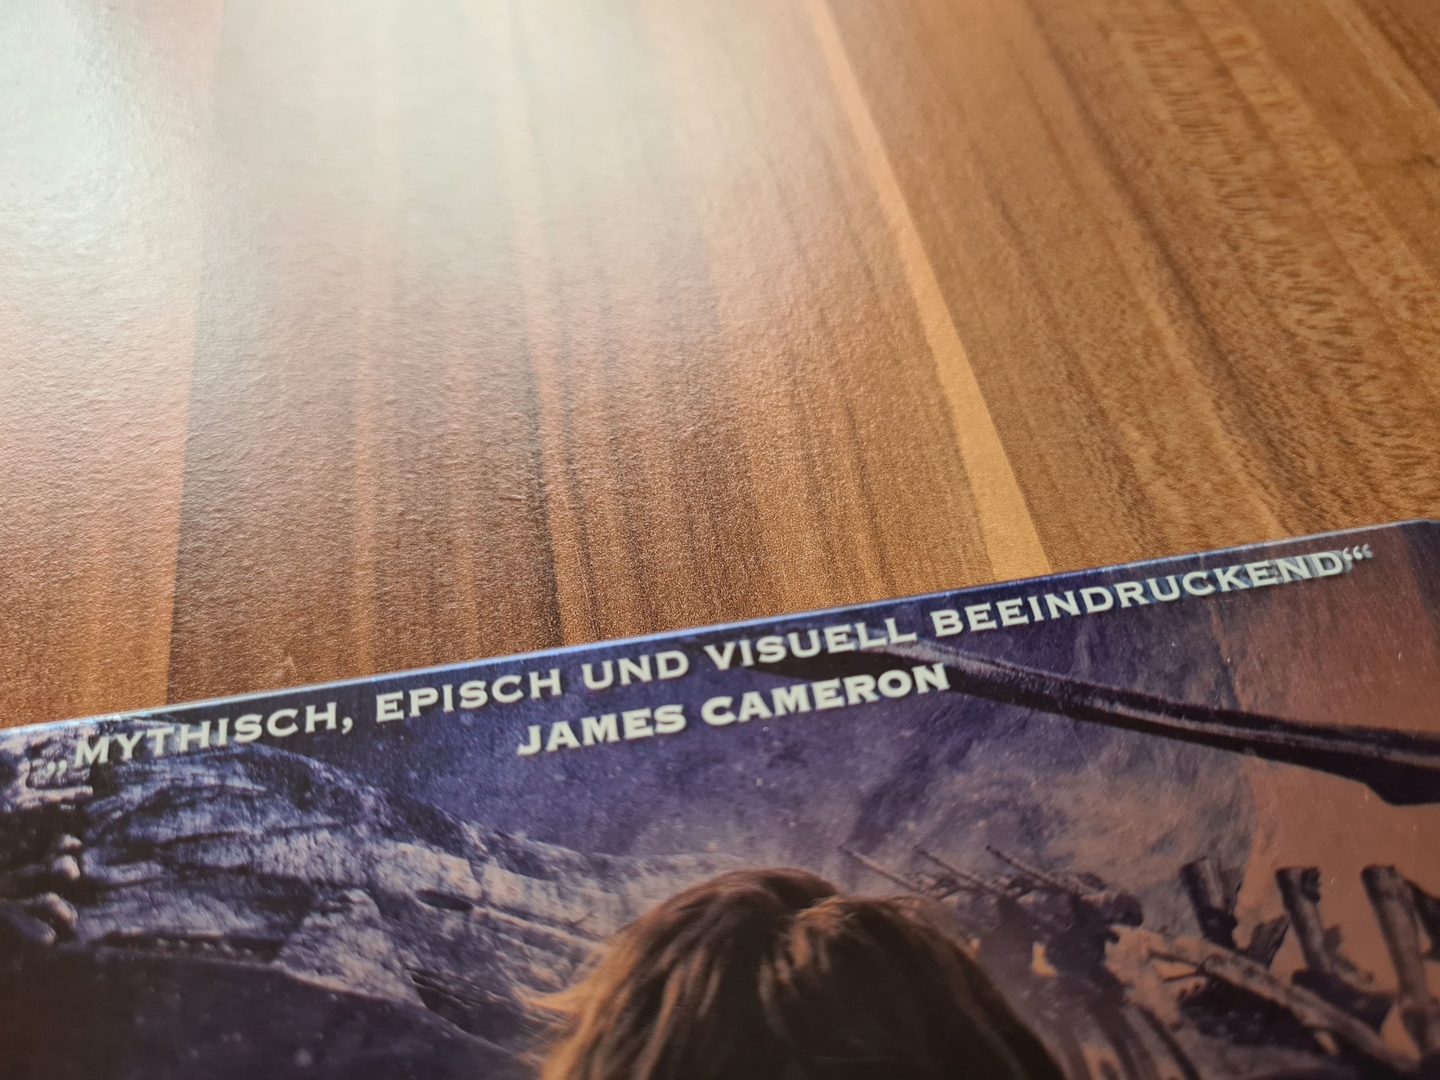 „MYTHISCH, EPISCH UND VISUELL BEEINDRUCKEND“
JAMES CAMERON